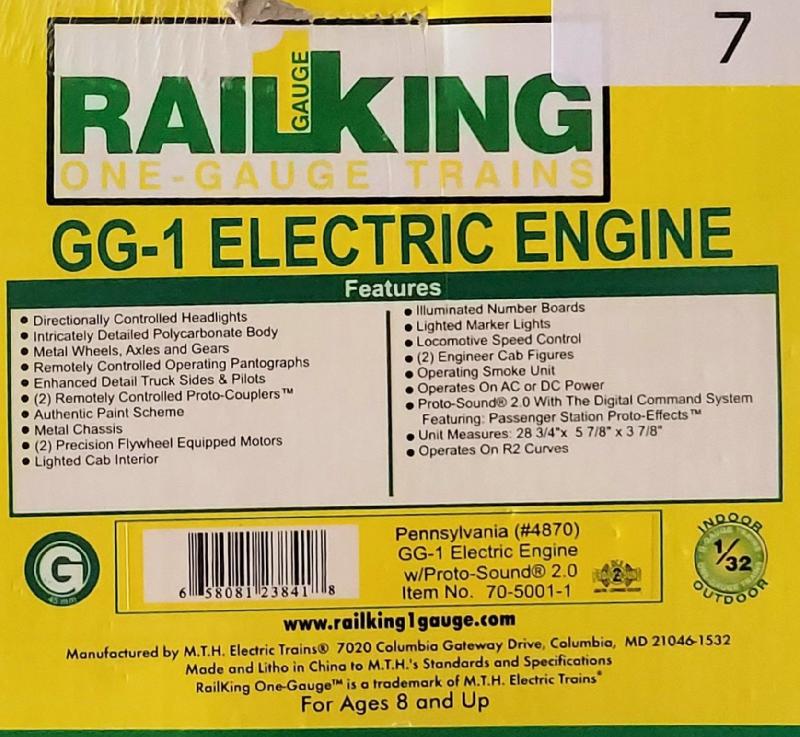 7
1
GAUGE
RAILKING
ONE-GAUGE TRAINS
GG-1 ELECTRIC ENGINE
Features
• Directionally Controlled Headlights
• Intricately Detailed Polycarbonate Body
• Metal Wheels, Axles and Gears
• Remotely Controlled Operating Pantographs
• Enhanced Detail Truck Sides & Pilots
• (2) Remotely Controlled Proto-Couplers™
• Authentic Paint Scheme
• Metal Chassis
• (2) Precision Flywheel Equipped Motors
• Lighted Cab Interior
• Illuminated Number Boards
• Lighted Marker Lights
• Locomotive Speed Control
• (2) Engineer Cab Figures
• Operating Smoke Unit
• Operates On AC or DC Power
• Proto-Sound® 2.0 With The Digital Command System
Featuring: Passenger Station Proto-Effects™
• Unit Measures: 28 3/4"x 5 7/8" x 3 7/8"
• Operates On R2 Curves
G
45 mm
6 58081 23841 8
Pennsylvania (#4870)
GG-1 Electric Engine
w/Proto-Sound® 2.0
Item No. 70-5001-1
2
INDOOR
1/32
OUTDOOR
www.railking1gauge.com
Manufactured by M.T.H. Electric Trains® 7020 Columbia Gateway Drive, Columbia, MD 21046-1532
Made and Litho in China to M.T.H.'s Standards and Specifications
RailKing One-Gauge™ is a trademark of M.T.H. Electric Trains®
For Ages 8 and Up